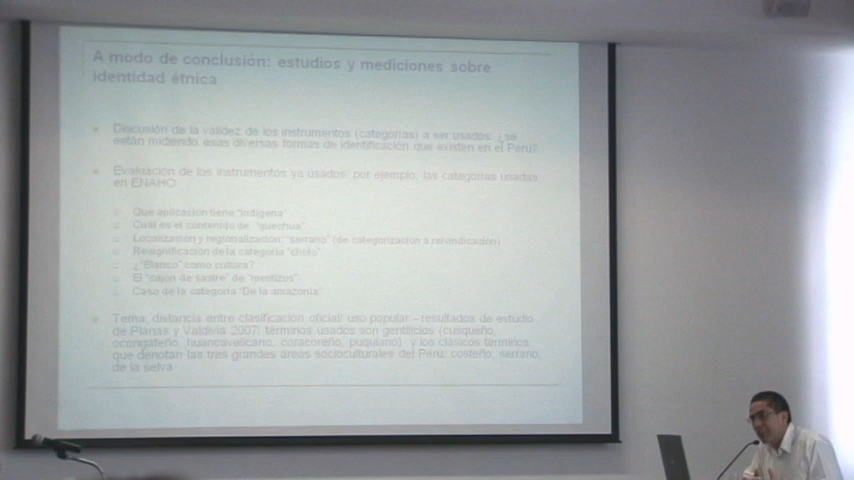 A modo de conclusión: estudios y mediciones sobre
identidad étnica
Discusión de la validez de los instrumentos (categorías) a ser usados: ¿se
están midiendo esas diversas formas de identificación que existen en el Perú?
Evaluación de los instrumentos ya usados: por ejemplo, las categorías usadas
en ENAHO
Que aplicación tiene "indígena"
Cuál es el contenido de "quechua"
Localización y regionalización: "serrano" (de categorización a reivindicación)
Resignificación de la categoría "cholo"
¿"Blanco" como cultura?
El "cajón de sastre" de "mestizos"
Caso de la categoría "De la amazonía"
Tema: distancia entre clasificación oficial/ uso popular – resultados de estudio
de Planas y Valdivia 2007: términos usados son gentilicios (cusqueño,
ocongateño, huancavelicano, coracoreño, puquiano) y los clásicos términos
que denotan las tres grandes áreas socioculturales del Perú: costeño, serrano,
de la selva